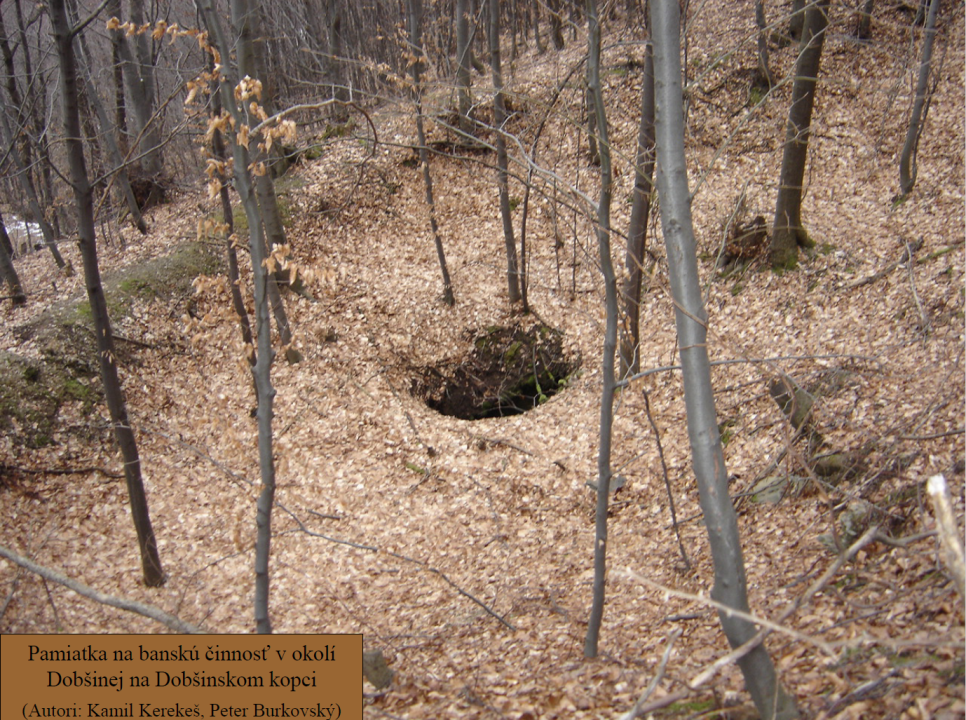 Pamiatka na banskú činnosť v okolí
Dobšinej na Dobšinskom kopci
(Autori: Kamil Kerekeš, Peter Burkovský)